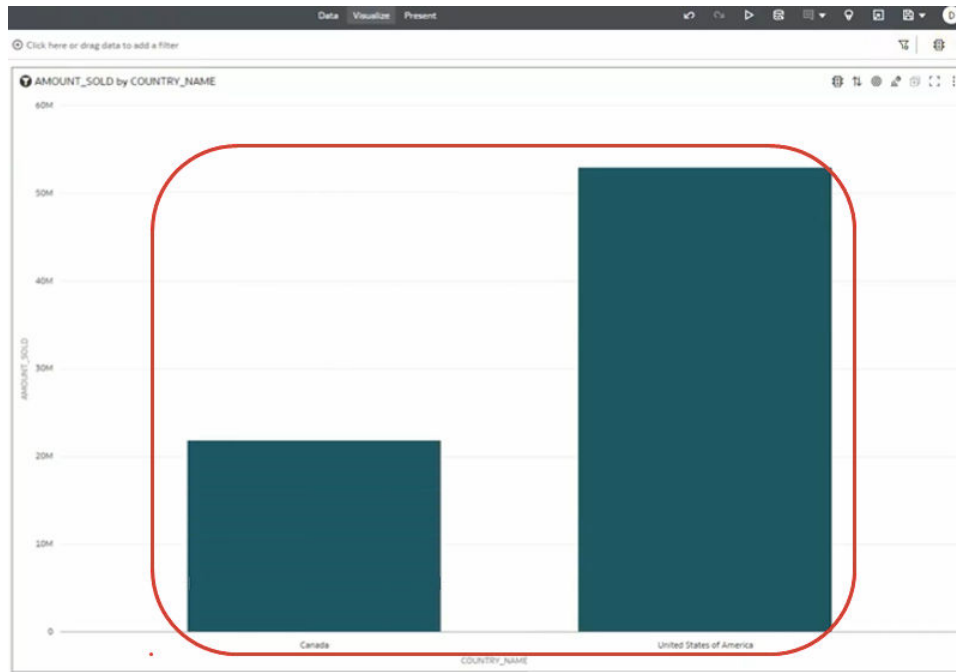 Data Visualize Present
D
Click here or drag data to add a filter
AMOUNT_SOLD by COUNTRY_NAME
60M
50M
40M
30M
20M
10M
0
AMOUNT_SOLD
Canada United States of America
COUNTRY_NAME